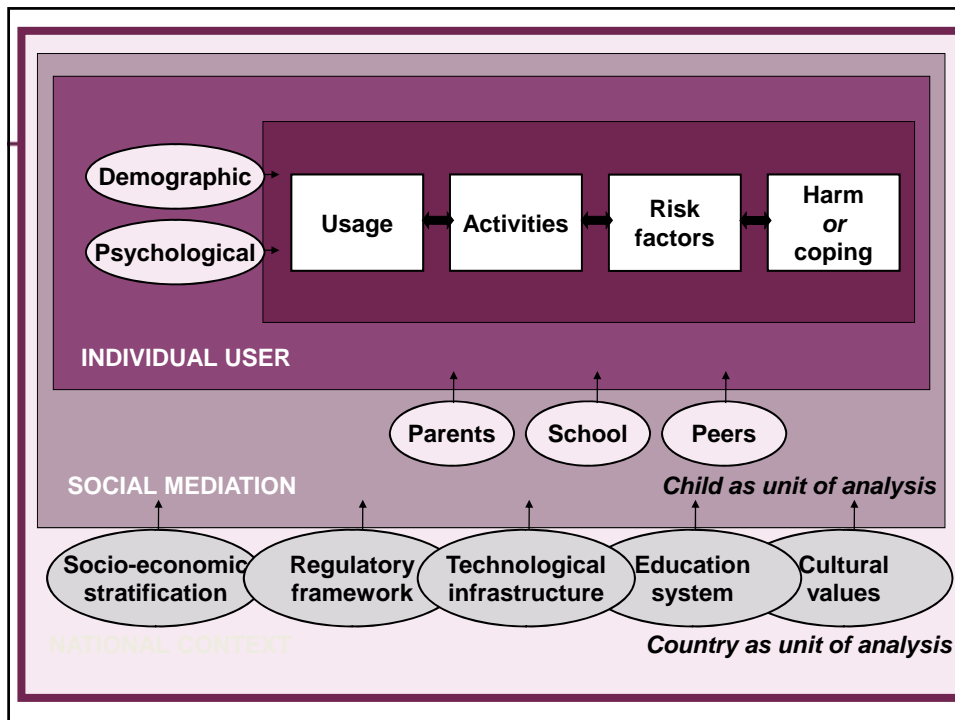 Demographic
Psychological
Usage
Activities
Risk
factors
Harm
or
coping
INDIVIDUAL USER
Parents
School
Peers
SOCIAL MEDIATION
Child as unit of analysis
Socio-economic
stratification
Regulatory
framework
Technological
infrastructure
Education
system
Cultural
values
NATIONAL CONTEXT
Country as unit of analysis